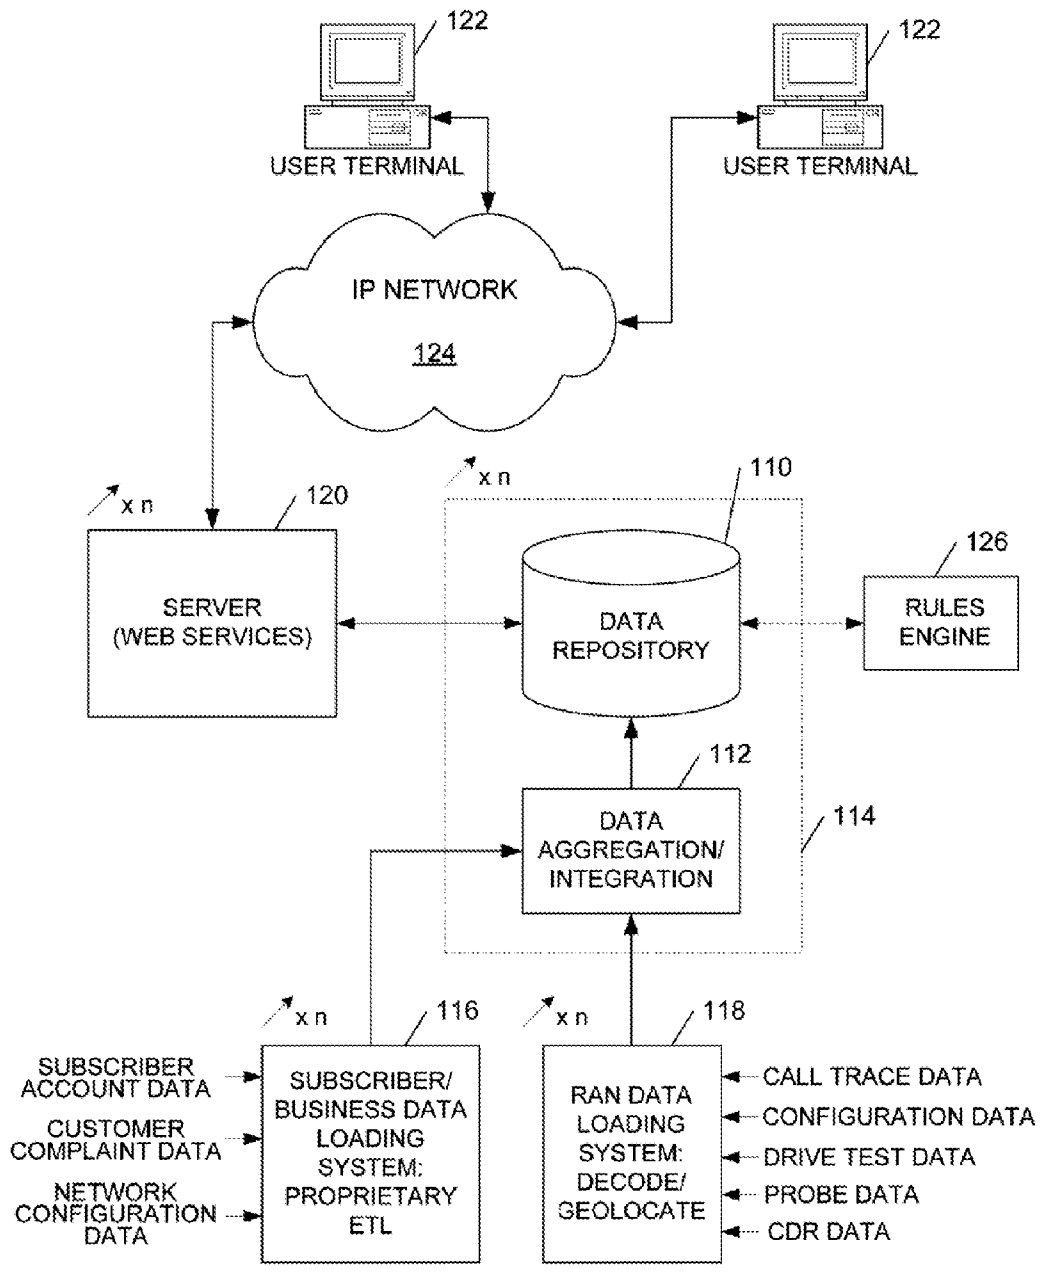 122
122
USER TERMINAL
USER TERMINAL
IP NETWORK
124
x n
120
x n
110
126
SERVER
(WEB SERVICES)
DATA
REPOSITORY
RULES
ENGINE
112
DATA
AGGREGATION/
INTEGRATION
114
x n
116
x n
118
SUBSCRIBER
ACCOUNT DATA
CUSTOMER
COMPLAINT DATA
NETWORK
CONFIGURATION
DATA
SUBSCRIBER/
BUSINESS DATA
LOADING
SYSTEM:
PROPRIETARY
ETL
RAN DATA
LOADING
SYSTEM:
DECODE/
GEOLOCATE
CALL TRACE DATA
CONFIGURATION DATA
DRIVE TEST DATA
PROBE DATA
CDR DATA